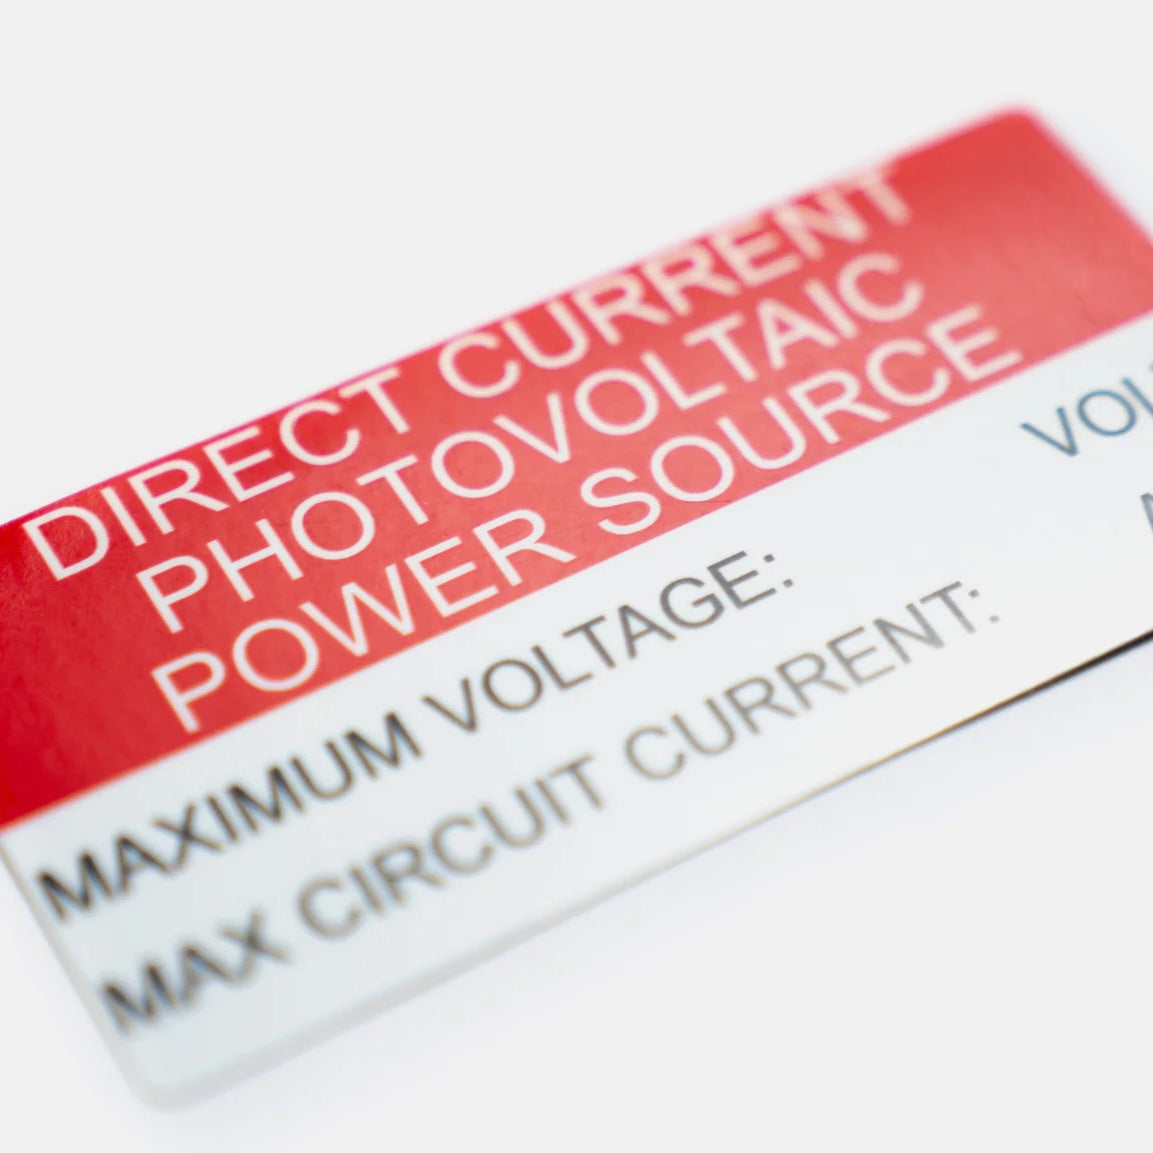 DIRECT CURRENT
PHOTOVOLTAIC
POWER SOURCE
MAXIMUM VOLTAGE:
MAX CIRCUIT CURRENT: